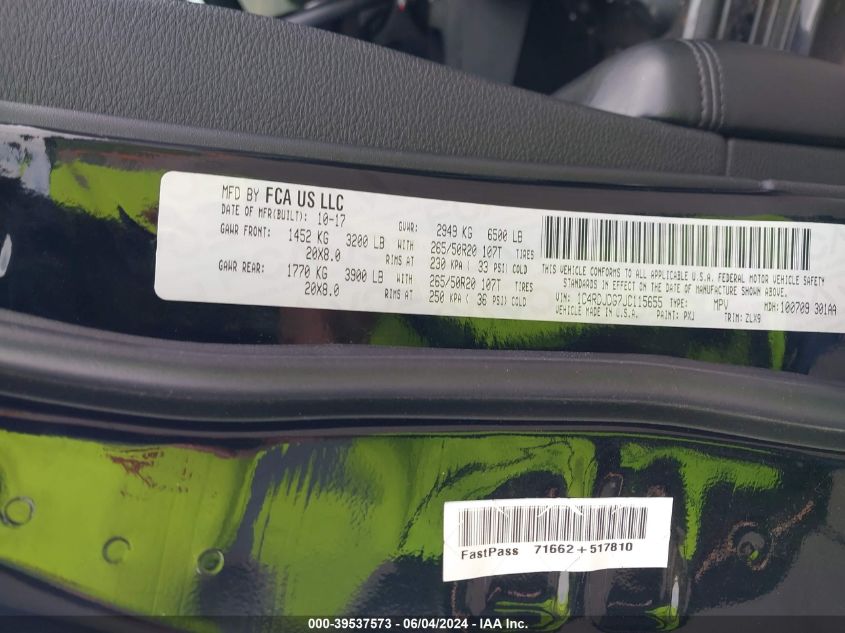 MFD BY FCA US LLC
DATE OF MFR(BUILT): 10-17 GVWR: 2949 KG 6500 LB
GAWR FRONT: 1452 KG 3200 LB WITH 265/50R20 107T TIRES
20X8.0 RIMS AT 230 KPA ( 33 PSI) COLD
GAWR REAR: 1770 KG 3900 LB WITH 265/50R20 107T TIRES
20X8.0 RIMS AT 250 KPA ( 36 PSI) COLD
THIS VEHICLE CONFORMS TO ALL APPLICABLE U.S.A. FEDERAL MOTOR VEHICLE SAFETY
STANDARDS IN EFFECT ON THE DATE OF MANUFACTURE SHOWN ABOVE.
VIN: 1C4RDJDG7JC115655 TYPE: MPV MDH:100709 301AA
VEHICLE MADE IN U.S.A. PAINT: PXJ TRIM: ZLX9
FastPass 71662+517810
000-39537573 - 06/04/2024 - IAA Inc.